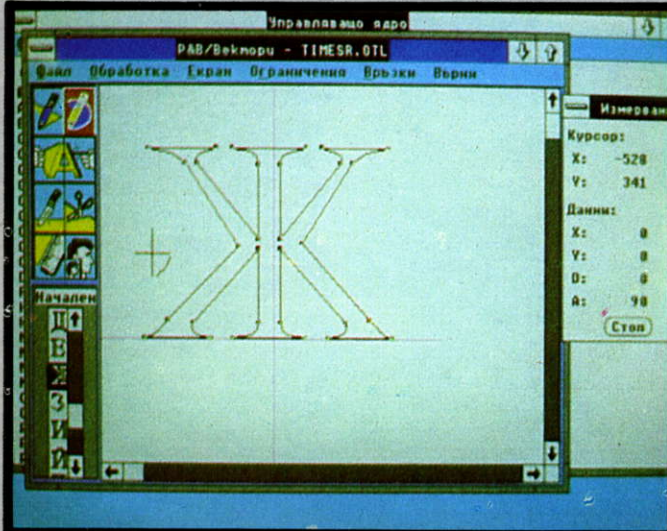 Управляващо ядро
P&B/Вектори - TIMESR.OTL
Файл Обработка Екран Ограничения Връзки Върни
Измерван
Курсор:
X: -528
Y: 341
Данни:
X: 0
Y: 0
D: 0
A: 90
Стоп
Начален
Д
Е
Ж
З
И
Й